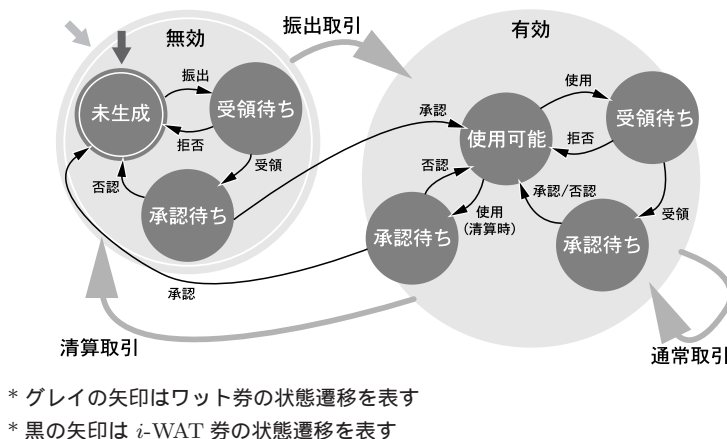 無効
振出取引
有効
未生成
振出
受領待ち
拒否
受領
否認
承認待ち
承認
使用可能
使用
受領待ち
拒否
否認
承認/否認
受領
承認待ち
使用
(清算時)
承認待ち
承認
清算取引
通常取引
* グレイの矢印はワット券の状態遷移を表す
* 黒の矢印は i-WAT 券の状態遷移を表す